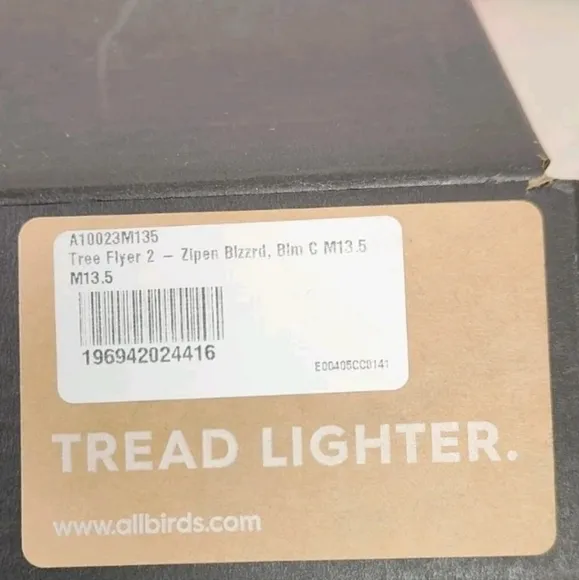 A10023M135
Tree Flyer 2 – Zipen Blzzrd, Blm C M13.5
M13.5
196942024416
E00405CC0141
TREAD LIGHTER.
www.allbirds.com